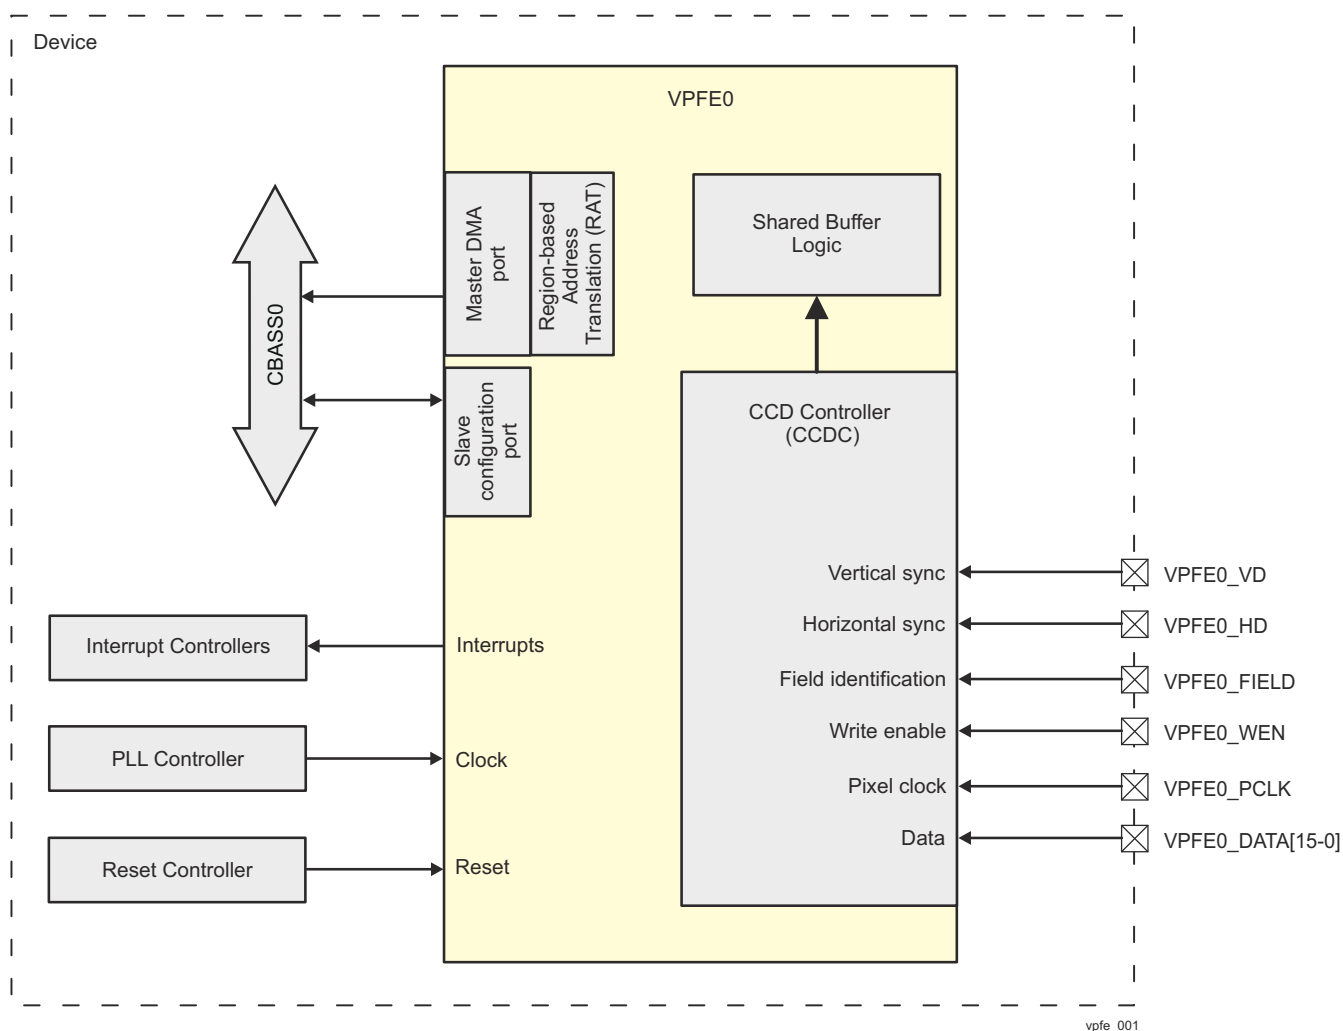 Device
VPFE0
Master DMA
port
Region-based
Address
Translation (RAT)
Shared Buffer
Logic
CBASS0
Slave
configuration
port
CCD Controller
(CCDC)
Vertical sync
VPFE0_VD
Horizontal sync
VPFE0_HD
Interrupt Controllers
Interrupts
Field identification
VPFE0_FIELD
Write enable
VPFE0_WEN
PLL Controller
Clock
Pixel clock
VPFE0_PCLK
Data
VPFE0_DATA[15-0]
Reset Controller
Reset
vpfe_001